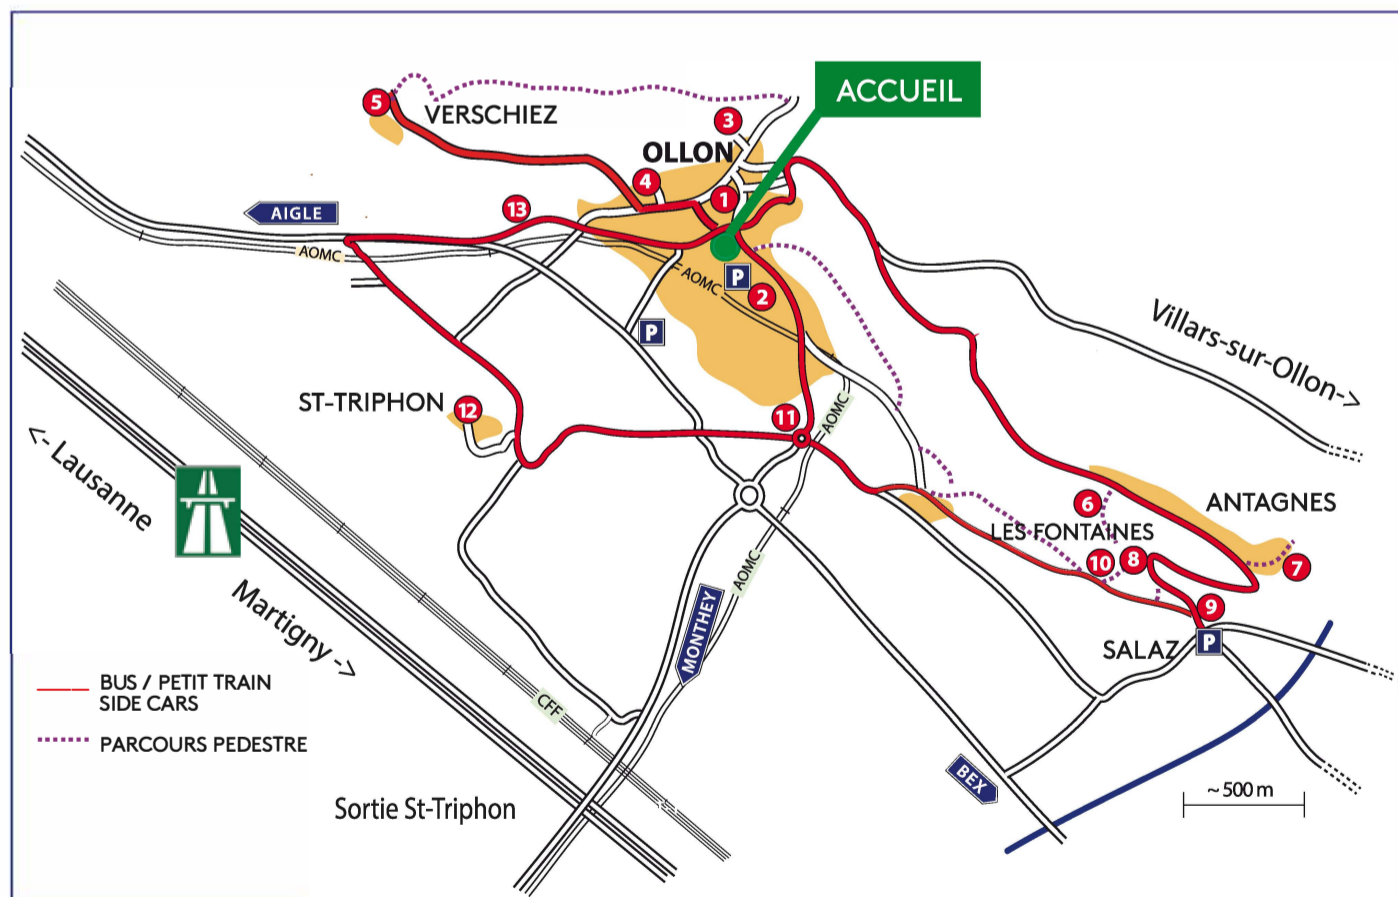 ACCUEIL
5
VERSCHIEZ
3
OLLON
4
1
13
AIGLE
AOMC
P
AOMC
2
P
Villars-sur-Ollon->
ST-TRIPHON
12
11
AOMC
<- Lausanne
6
ANTAGNES
LES FONTAINES
10
8
7
AOMC
9
Martigny ->
MONTHEY
SALAZ
P
BUS / PETIT TRAIN
SIDE CARS
CFF
PARCOURS PEDESTRE
BEX
~ 500 m
Sortie St-Triphon